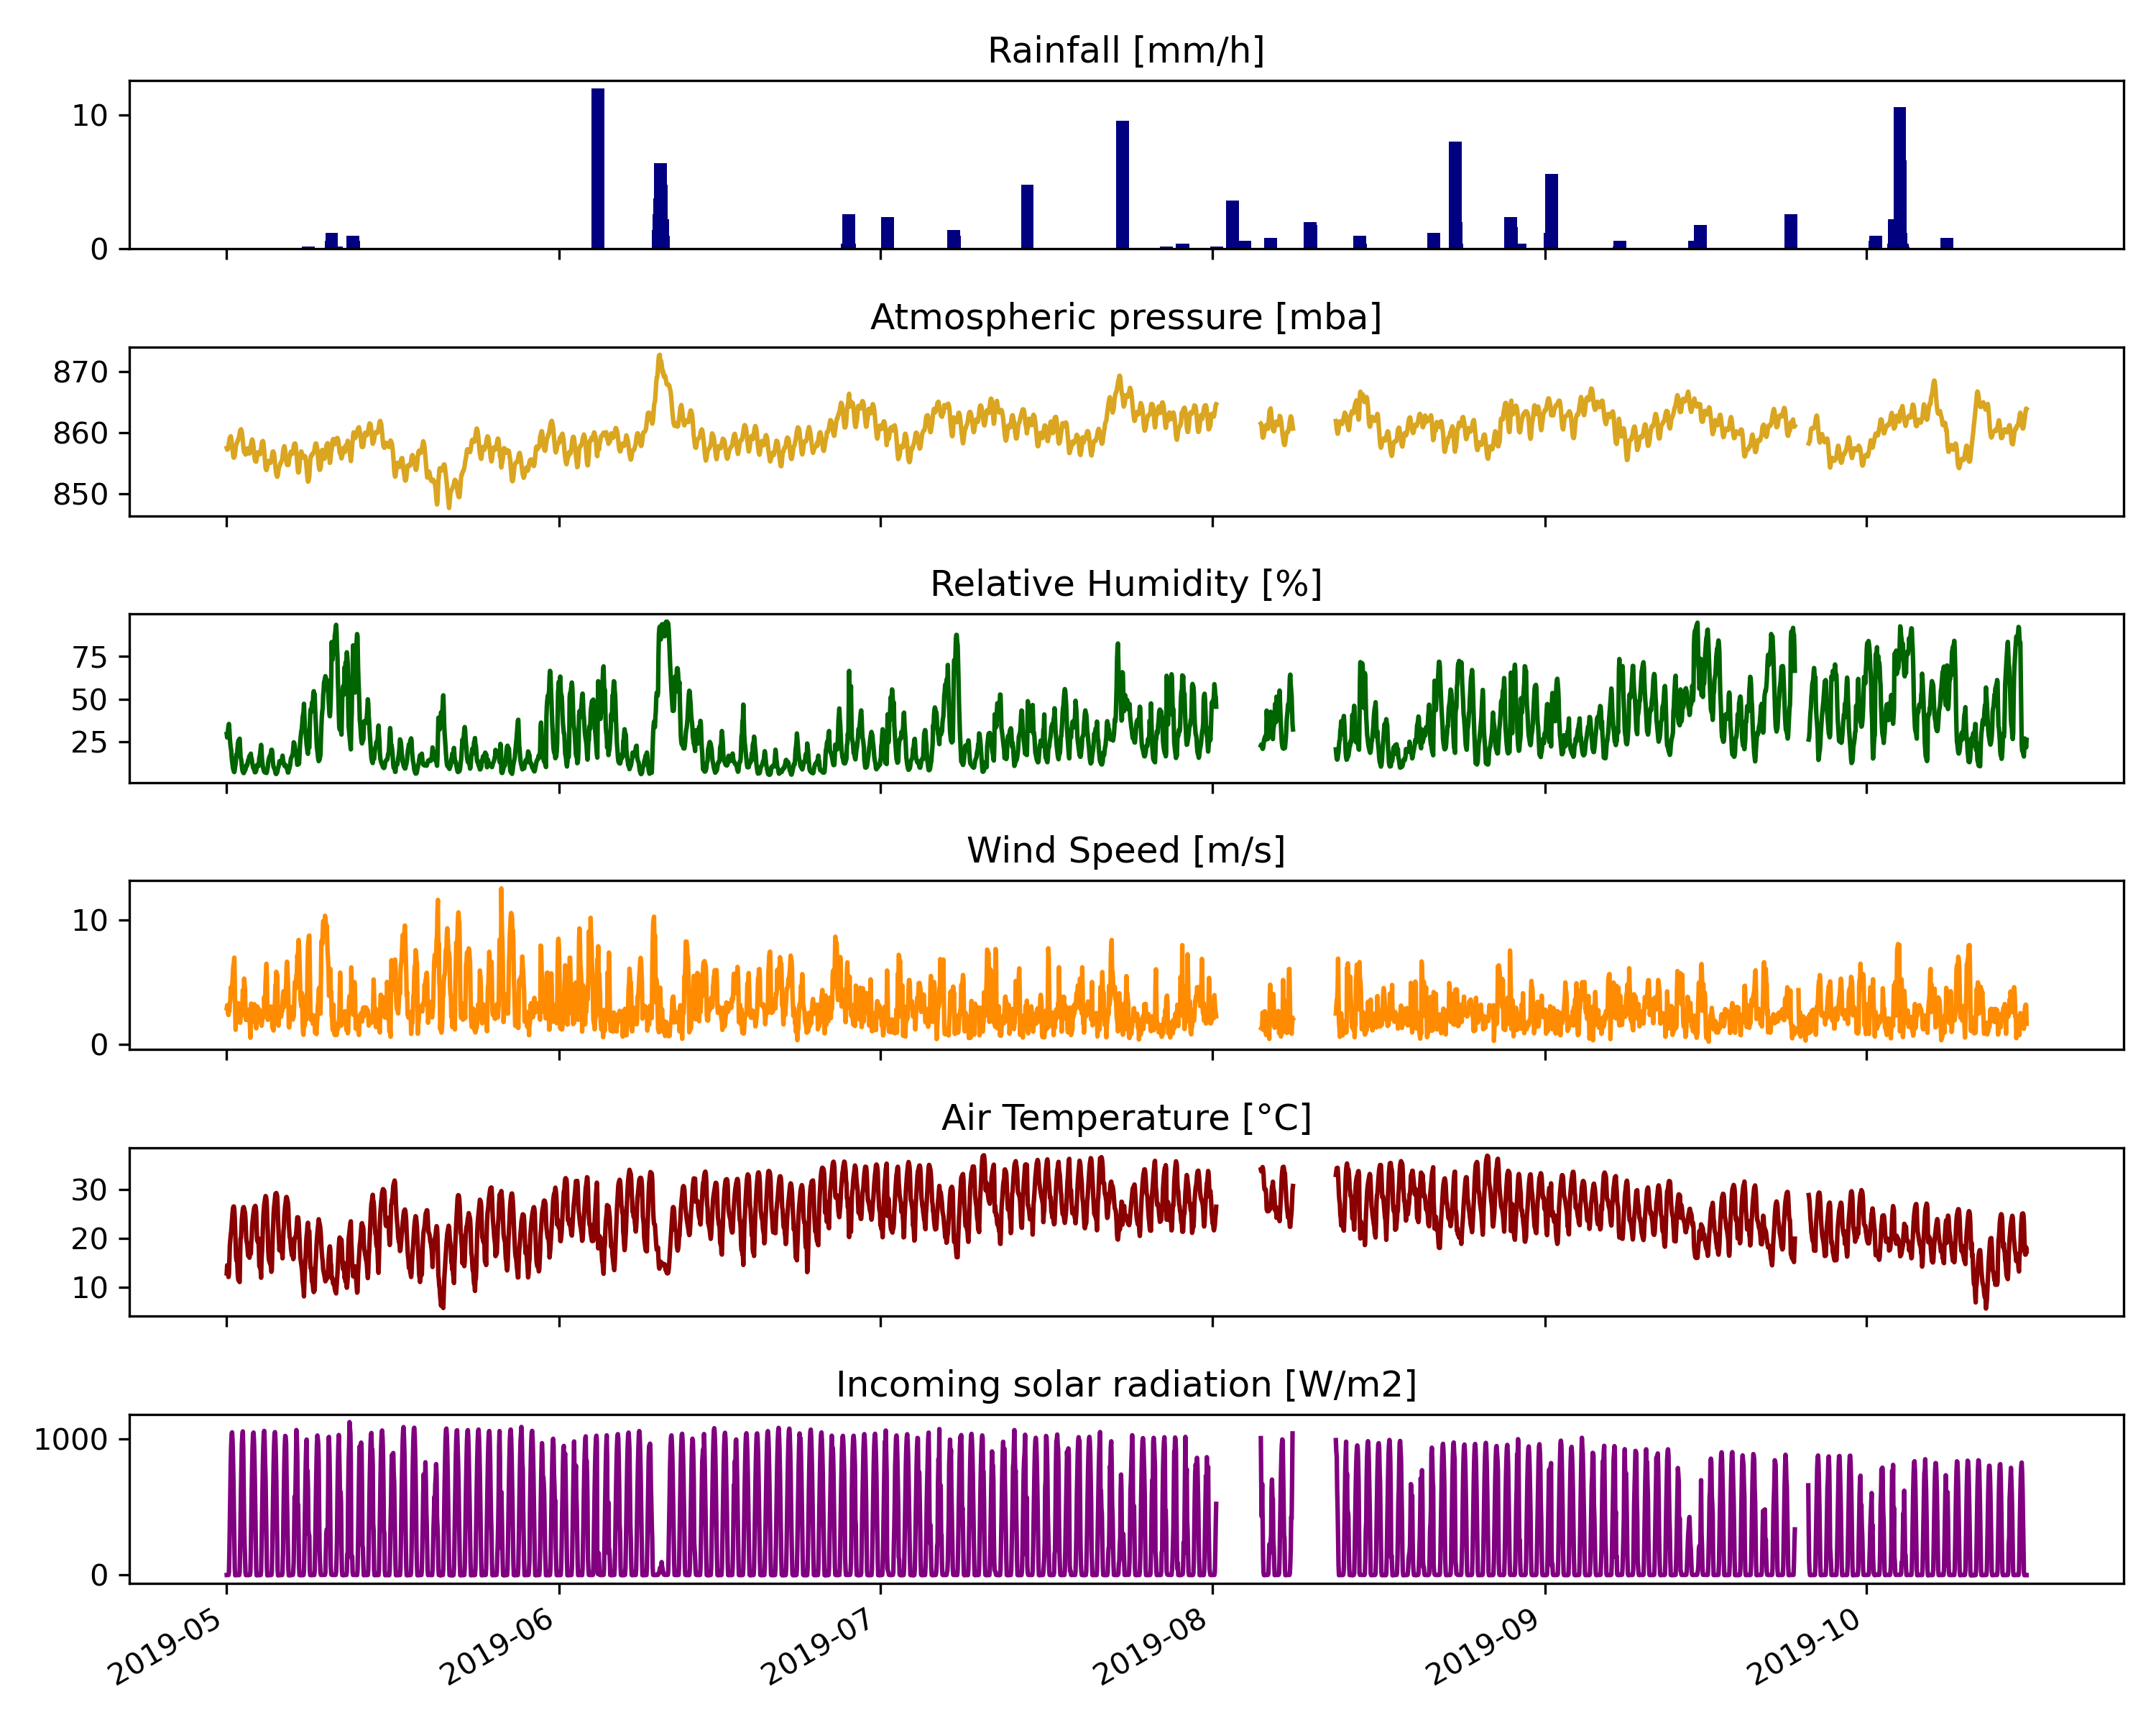 Rainfall [mm/h]
10
0
Atmospheric pressure [mba]
870
860
850
Relative Humidity [%]
75
50
25
Wind Speed [m/s]
10
0
Air Temperature [°C]
30
20
10
Incoming solar radiation [W/m2]
1000
0
2019-05 2019-06 2019-07 2019-08 2019-09 2019-10